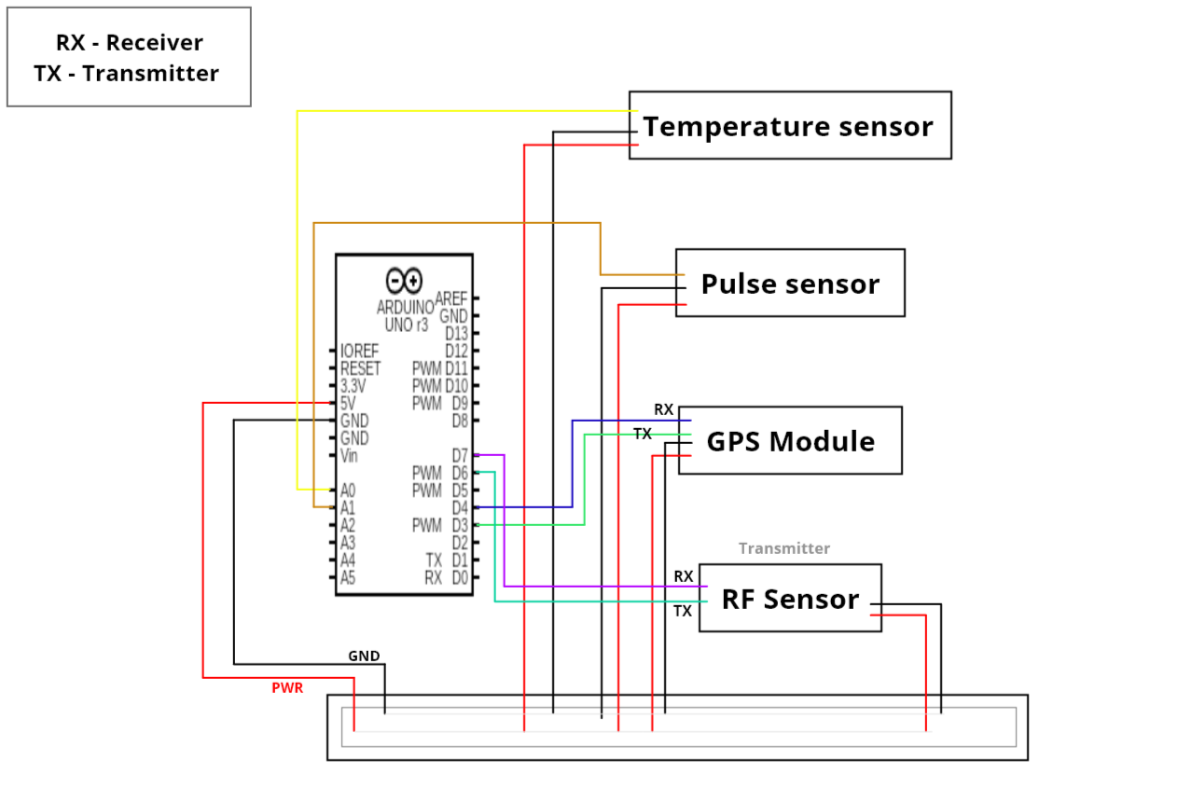 RX - Receiver
TX - Transmitter
Temperature sensor
Pulse sensor
ARDUINO
UNO r3
AREF
GND
D13
IOREF
D12
RESET
PWM D11
3.3V
PWM D10
5V
PWM D9
GND
D8
GND
Vin
D7
PWM D6
A0
PWM D5
A1
D4
A2
PWM D3
A3
D2
A4
TX D1
A5
RX D0
RX
TX
GPS Module
Transmitter
RX
TX
RF Sensor
GND
PWR